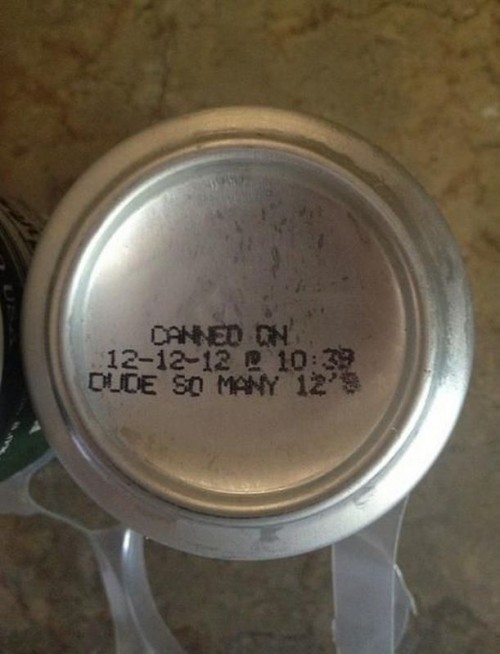 CANNED ON
12-12-12 @ 10:39
DUDE SO MANY 12'S